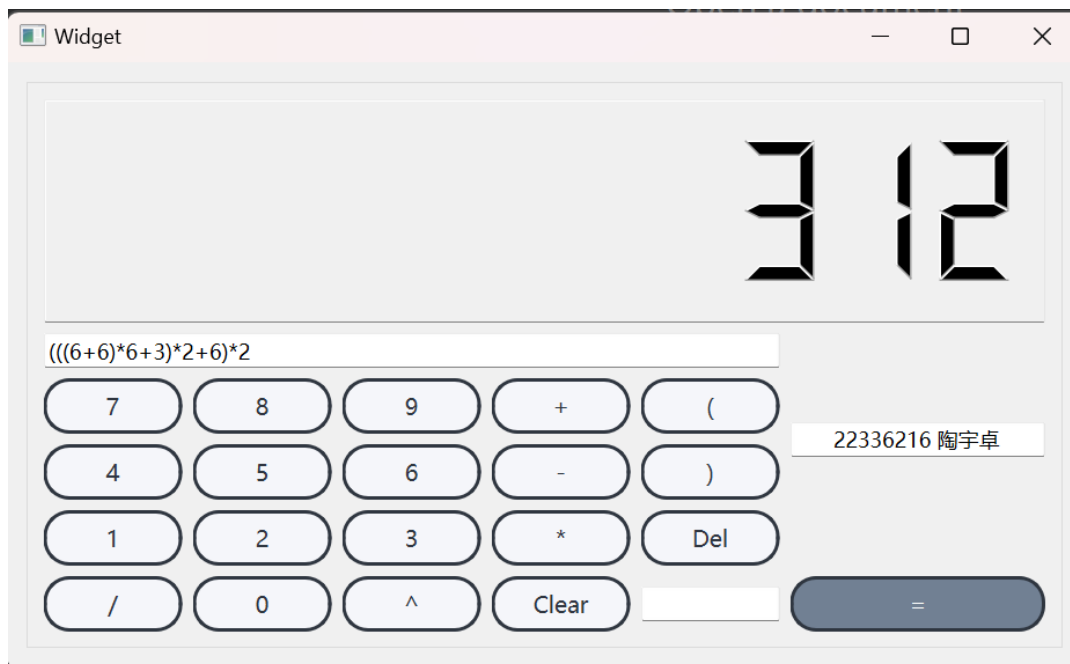 Widget
312
(((6+6)*6+3)*2+6)*2
7 8 9 + (
22336216 陶宇卓
4 5 6 - )
1 2 3 * Del
/ 0 ^ Clear =